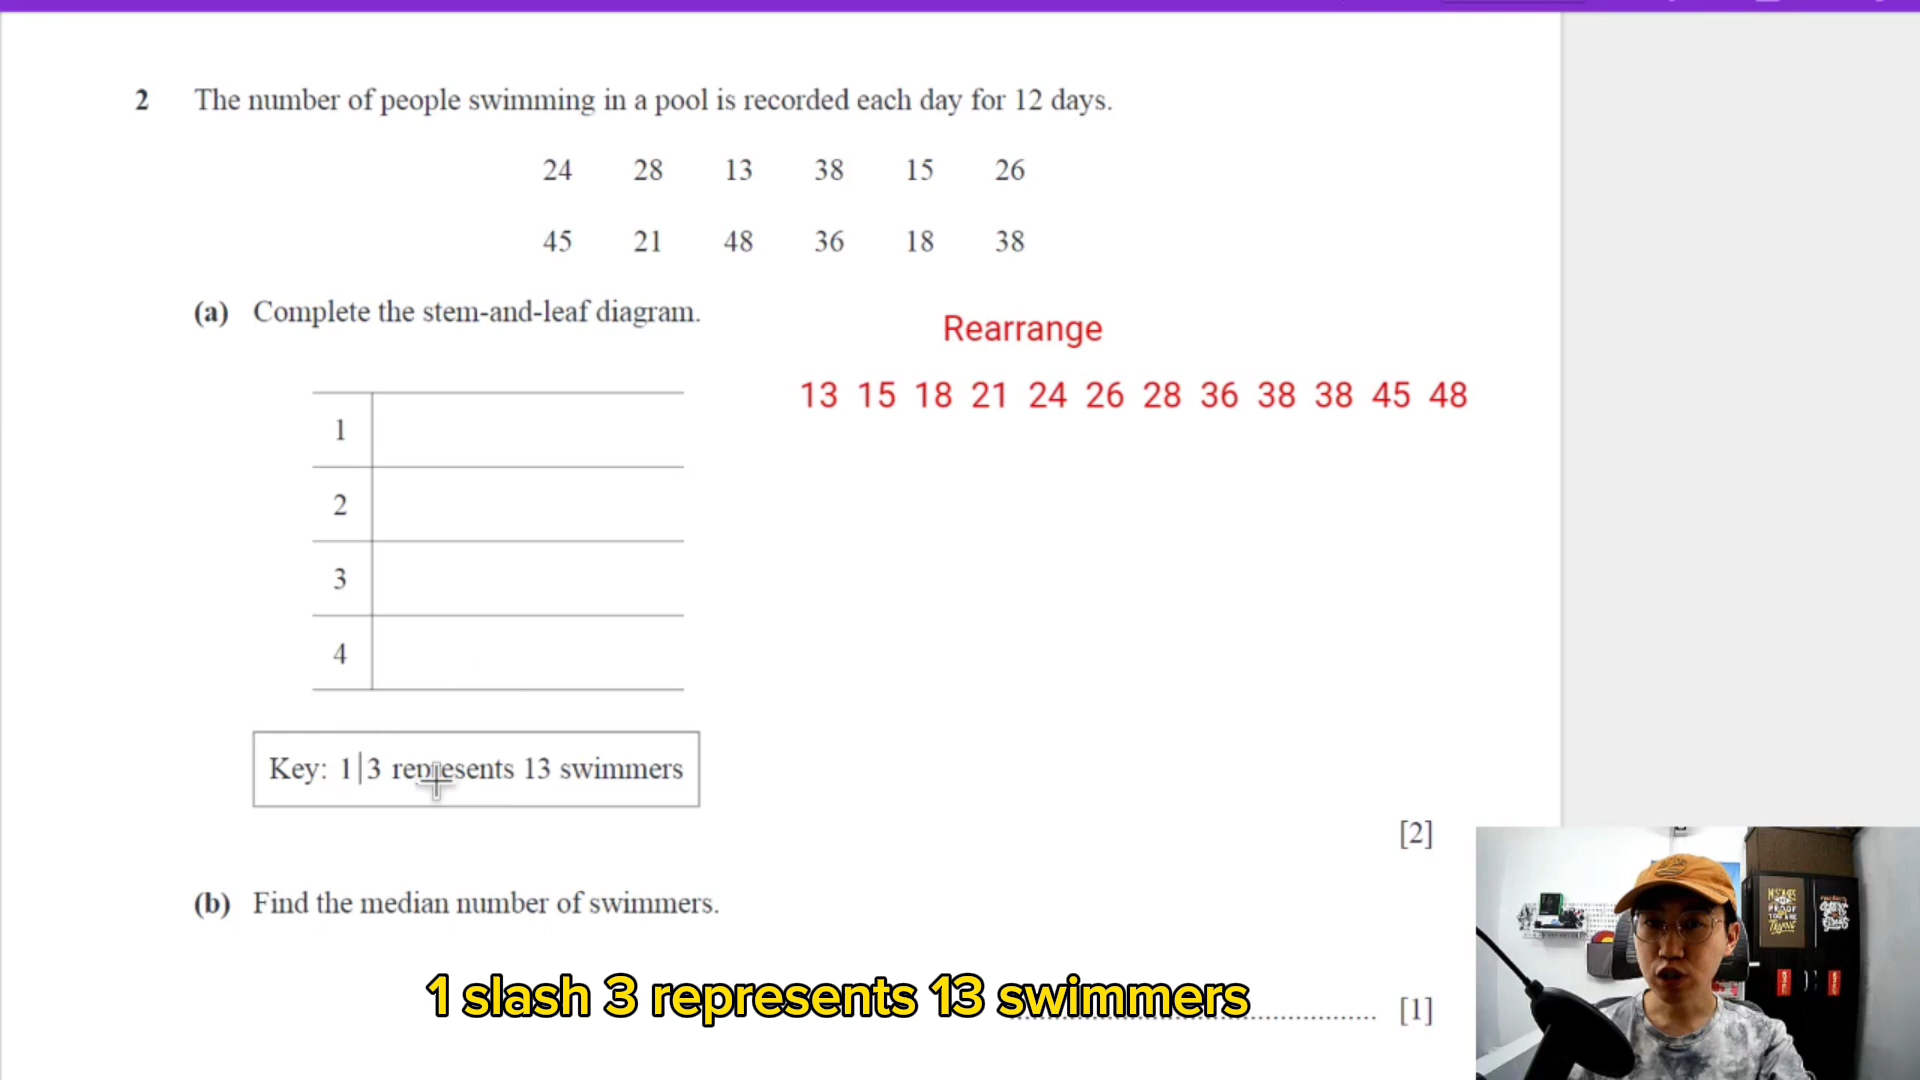 2 The number of people swimming in a pool is recorded each day for 12 days.
24 28 13 38 15 26
45 21 48 36 18 38
(a) Complete the stem-and-leaf diagram.
Rearrange
13 15 18 21 24 26 28 36 38 38 45 48
1
2
3
4
Key: 1|3 represents 13 swimmers
[2]
(b) Find the median number of swimmers.
1 slash 3 represents 13 swimmers
[1]